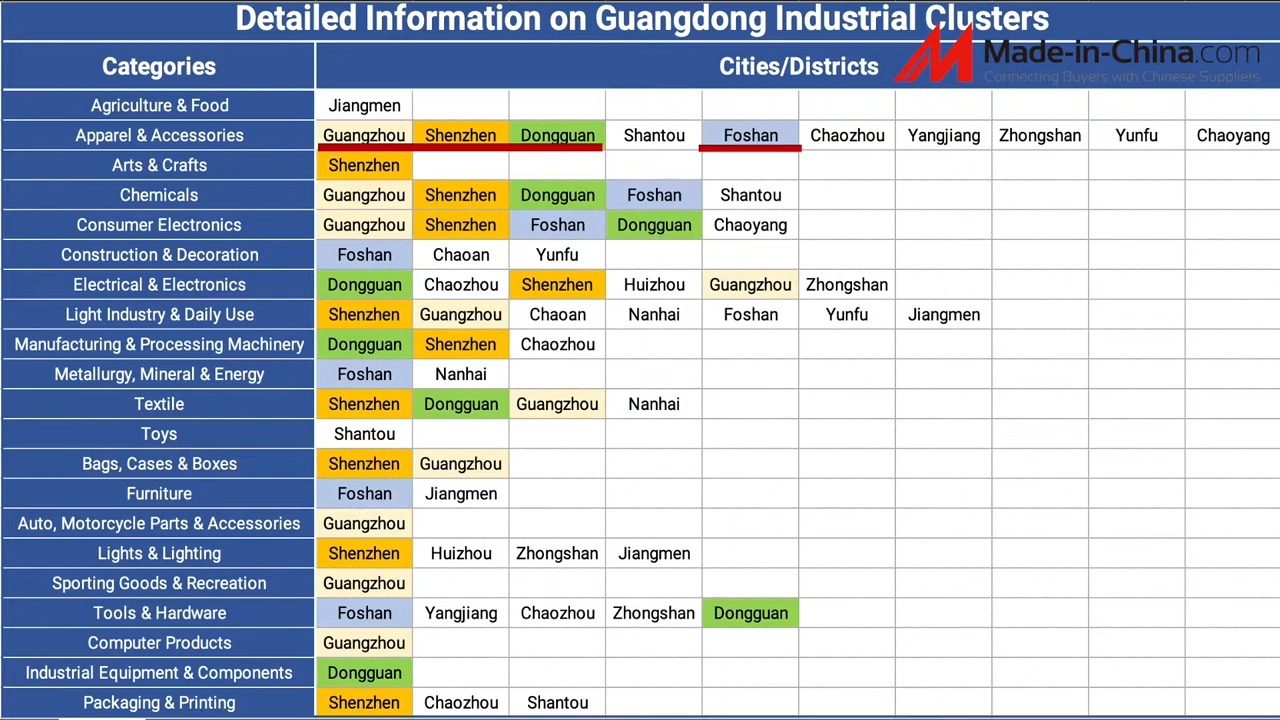 Detailed Information on Guangdong Industrial Clusters
Made-in-China.com
Connecting Buyers with Chinese Suppliers
Categories Cities/Districts
Agriculture & Food Jiangmen
Apparel & Accessories Guangzhou Shenzhen Dongguan Shantou Foshan Chaozhou Yangjiang Zhongshan Yunfu Chaoyang
Arts & Crafts Shenzhen
Chemicals Guangzhou Shenzhen Dongguan Foshan Shantou
Consumer Electronics Guangzhou Shenzhen Foshan Dongguan Chaoyang
Construction & Decoration Foshan Chaoan Yunfu
Electrical & Electronics Dongguan Chaozhou Shenzhen Huizhou Guangzhou Zhongshan
Light Industry & Daily Use Shenzhen Guangzhou Chaoan Nanhai Foshan Yunfu Jiangmen
Manufacturing & Processing Machinery Dongguan Shenzhen Chaozhou
Metallurgy, Mineral & Energy Foshan Nanhai
Textile Shenzhen Dongguan Guangzhou Nanhai
Toys Shantou
Bags, Cases & Boxes Shenzhen Guangzhou
Furniture Foshan Jiangmen
Auto, Motorcycle Parts & Accessories Guangzhou
Lights & Lighting Shenzhen Huizhou Zhongshan Jiangmen
Sporting Goods & Recreation Guangzhou
Tools & Hardware Foshan Yangjiang Chaozhou Zhongshan Dongguan
Computer Products Guangzhou
Industrial Equipment & Components Dongguan
Packaging & Printing Shenzhen Chaozhou Shantou